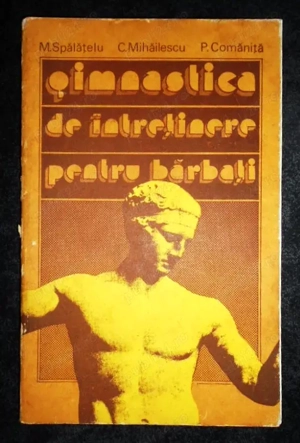 M.Spălățelu C.Mihăilescu P.Comăniță
gimnastica
de întreținere
pentru bărbați